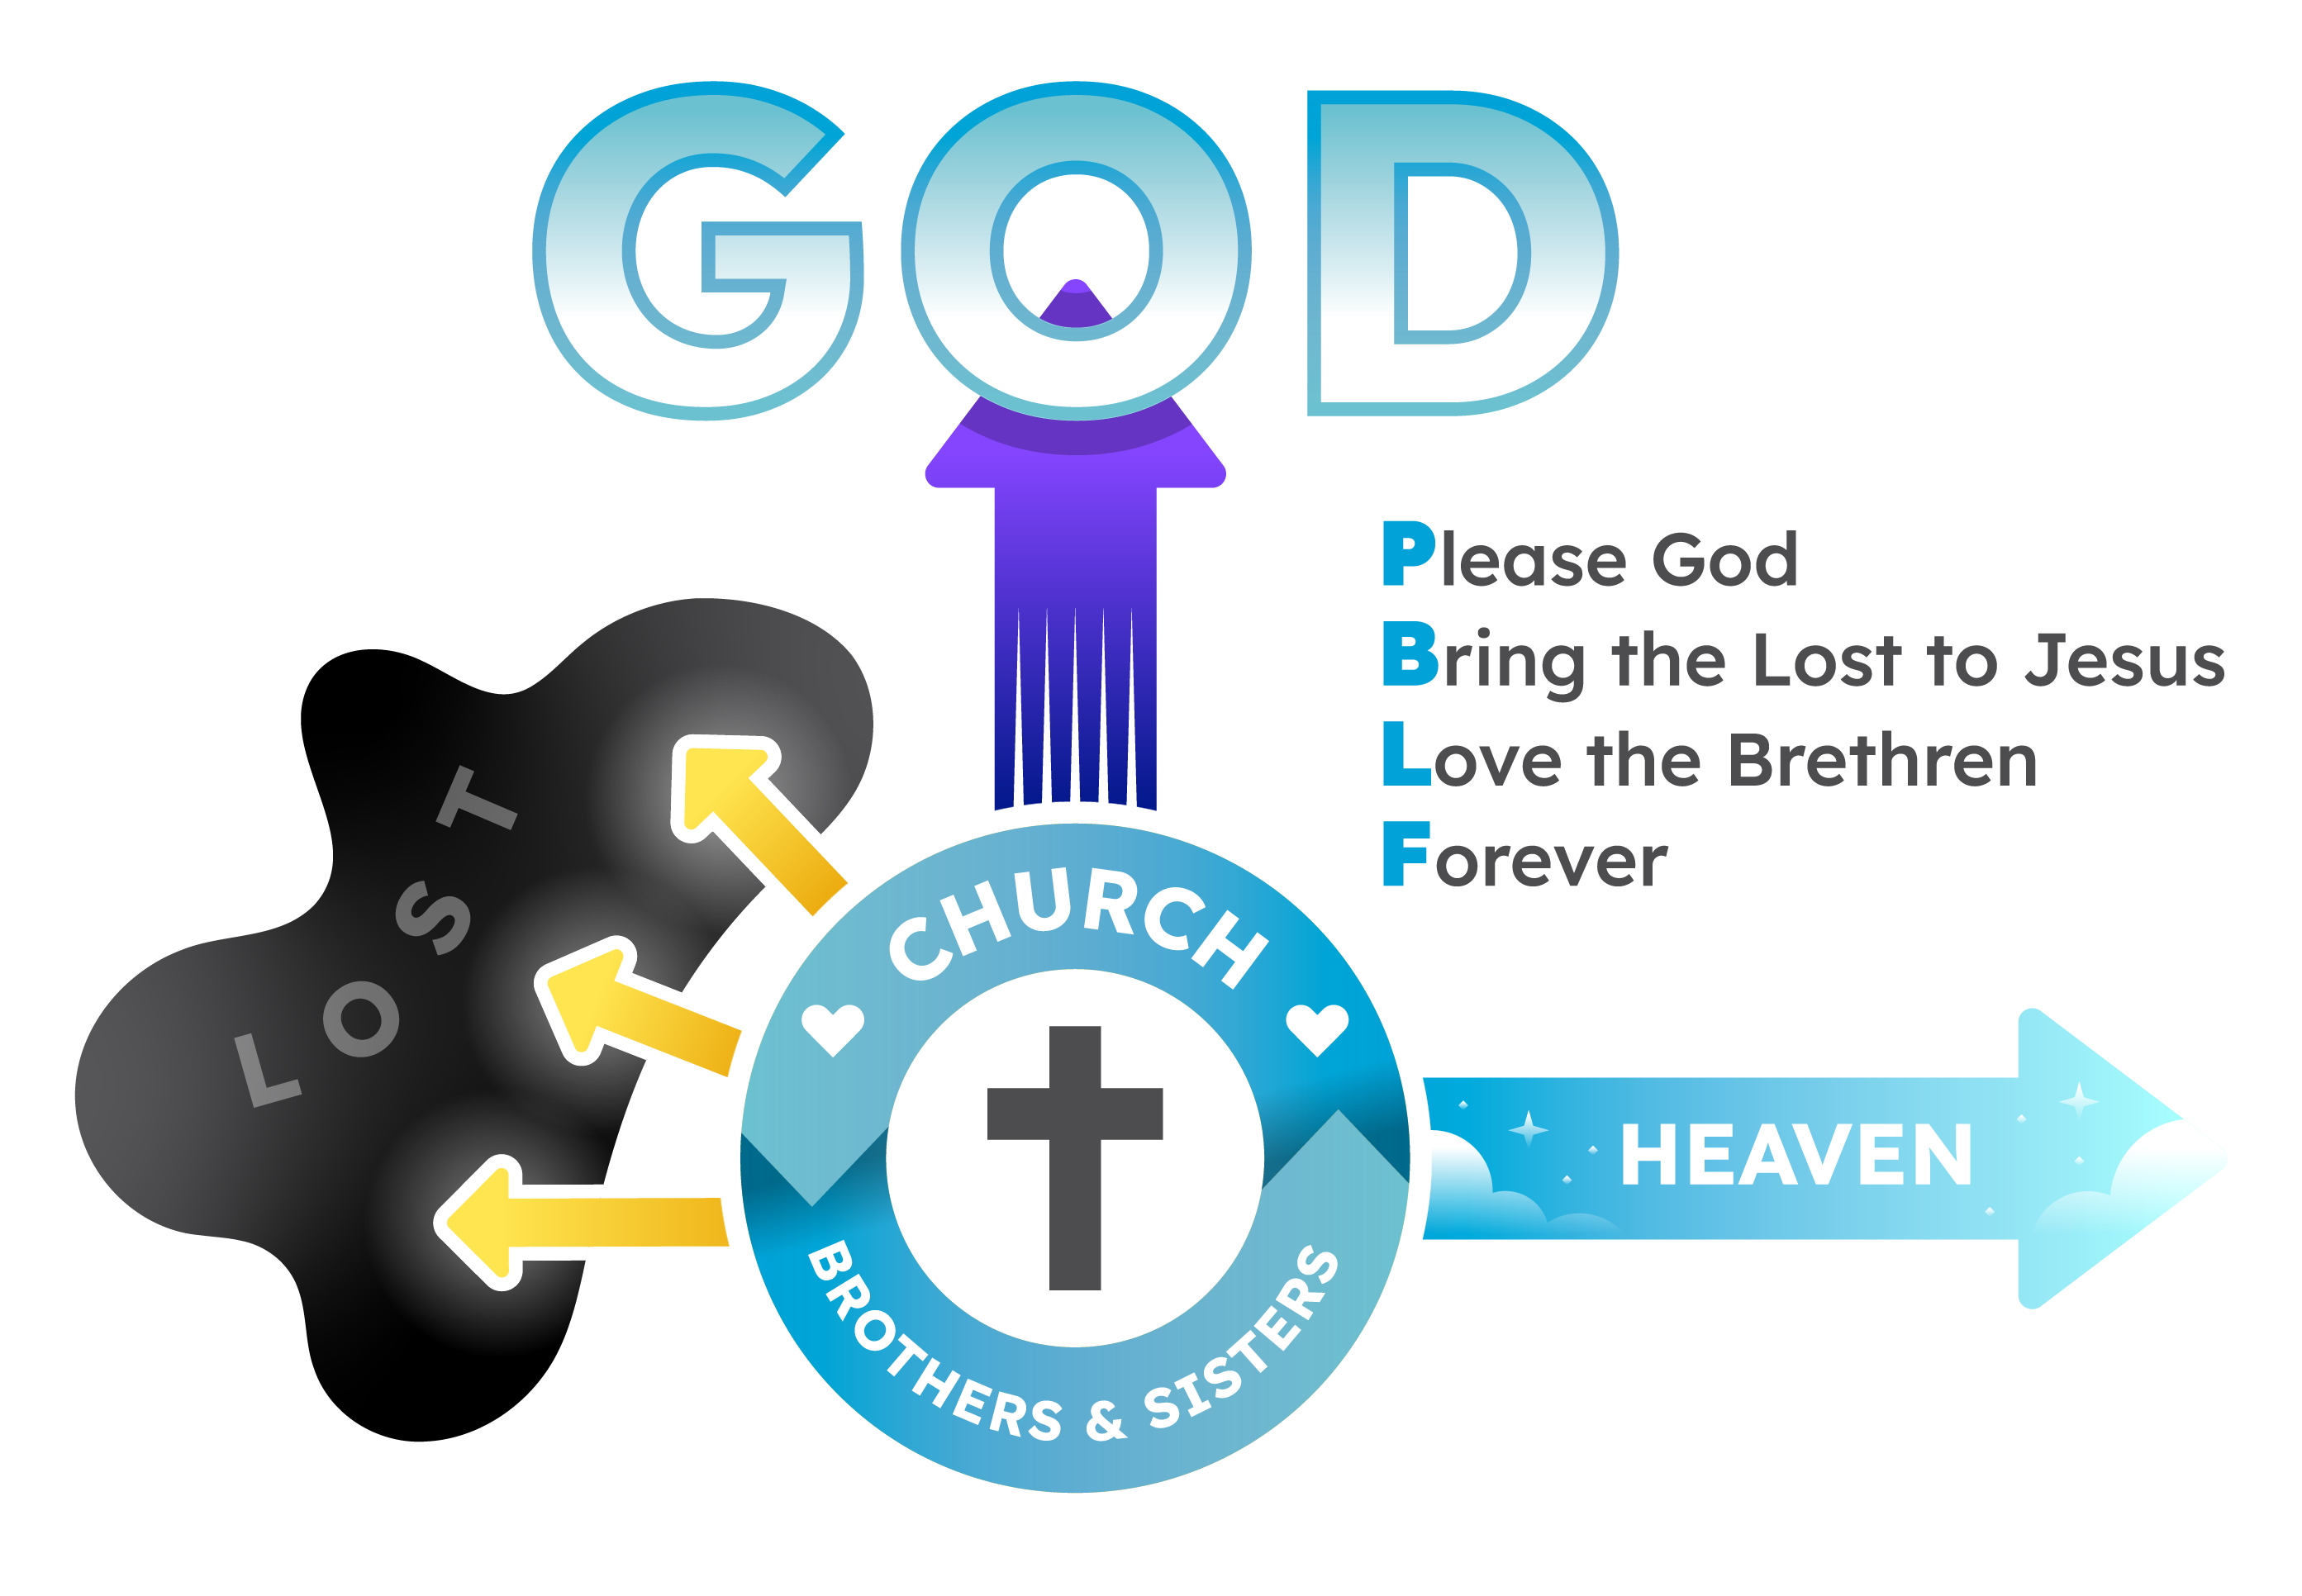 GOD
Please God
Bring the Lost to Jesus
Love the Brethren
Forever
LOST
CHURCH
BROTHERS & SISTERS
HEAVEN